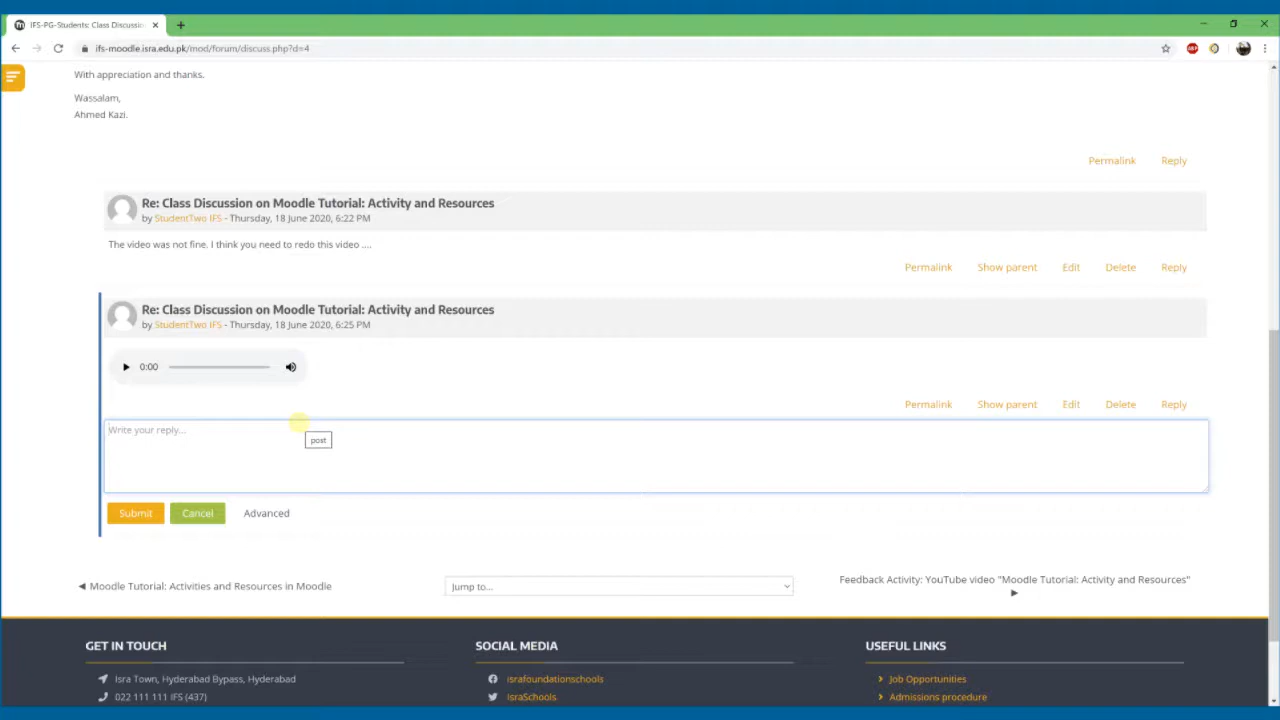 IFS-PG-Students: Class Discussio
ifs-moodle.isra.edu.pk/mod/forum/discuss.php?d=4
With appreciation and thanks.
Wassalam,
Ahmed Kazi.
Permalink Reply
Re: Class Discussion on Moodle Tutorial: Activity and Resources
by StudentTwo IFS - Thursday, 18 June 2020, 6:22 PM
The video was not fine. I think you need to redo this video ....
Permalink Show parent Edit Delete Reply
Re: Class Discussion on Moodle Tutorial: Activity and Resources
by StudentTwo IFS - Thursday, 18 June 2020, 6:25 PM
0:00
Permalink Show parent Edit Delete Reply
Write your reply...
post
Submit Cancel Advanced
◄ Moodle Tutorial: Activities and Resources in Moodle
Jump to...
Feedback Activity: YouTube video "Moodle Tutorial: Activity and Resources"
►
GET IN TOUCH SOCIAL MEDIA USEFUL LINKS
Isra Town, Hyderabad Bypass, Hyderabad israfoundationschools Job Opportunities
022 111 111 IFS (437) IsraSchools Admissions procedure